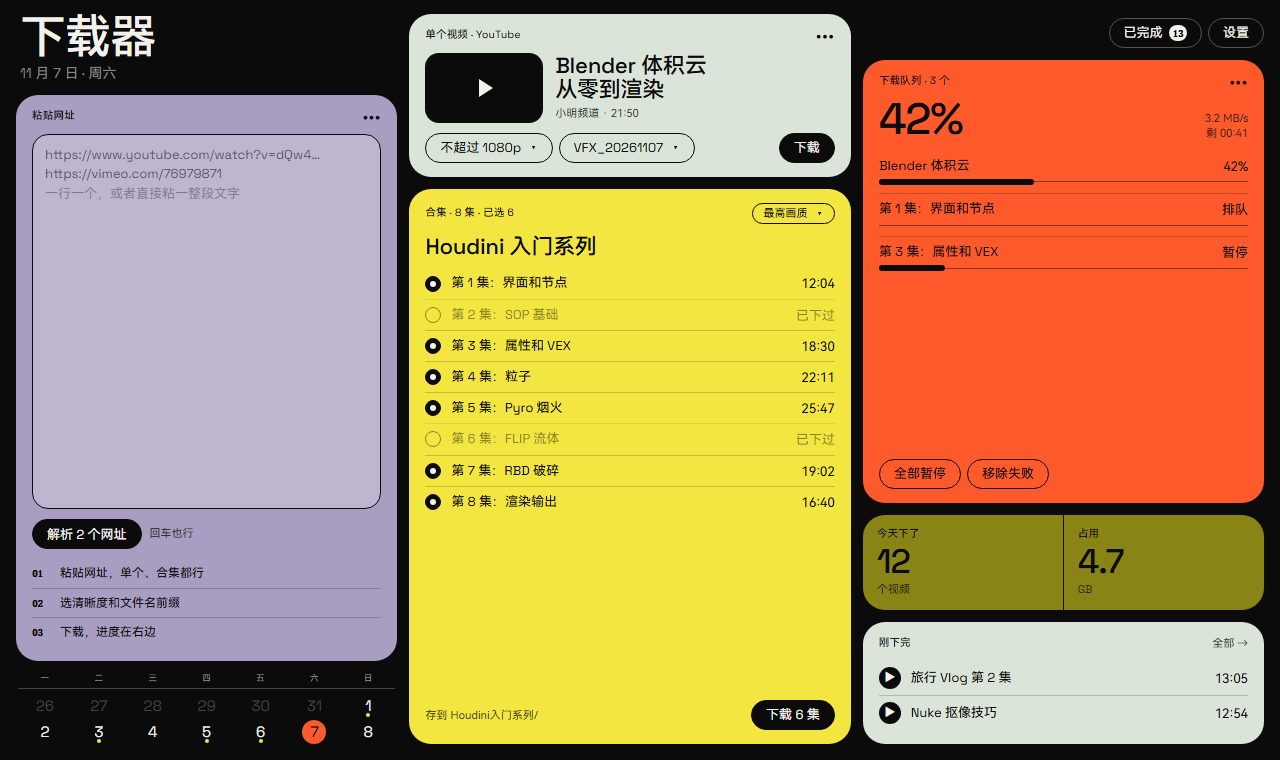 下载器
11 月 7 日 · 周六
粘贴网址
https://www.youtube.com/watch?v=dQw4...
https://vimeo.com/76979871
一行一个，或者直接粘一整段文字
解析 2 个网址
回车也行
01 粘贴网址，单个、合集都行
02 选清晰度和文件名前缀
03 下载，进度在右边
一 二 三 四 五 六 日
26 27 28 29 30 31 1
2 3 4 5 6 7 8
单个视频 · YouTube
Blender 体积云
从零到渲染
小明频道 · 21:50
不超过 1080p
VFX_20261107
下载
合集 · 8 集 · 已选 6
最高画质
Houdini 入门系列
第 1 集：界面和节点 12:04
第 2 集：SOP 基础 已下过
第 3 集：属性和 VEX 18:30
第 4 集：粒子 22:11
第 5 集：Pyro 烟火 25:47
第 6 集：FLIP 流体 已下过
第 7 集：RBD 破碎 19:02
第 8 集：渲染输出 16:40
存到 Houdini入门系列/
下载 6 集
已完成 13
设置
下载队列 · 3 个
42%
3.2 MB/s
剩 00:41
Blender 体积云 42%
第 1 集：界面和节点 排队
第 3 集：属性和 VEX 暂停
全部暂停
移除失败
今天下了
12
个视频
占用
4.7
GB
刚下完
全部 →
旅行 Vlog 第 2 集 13:05
Nuke 抠像技巧 12:54